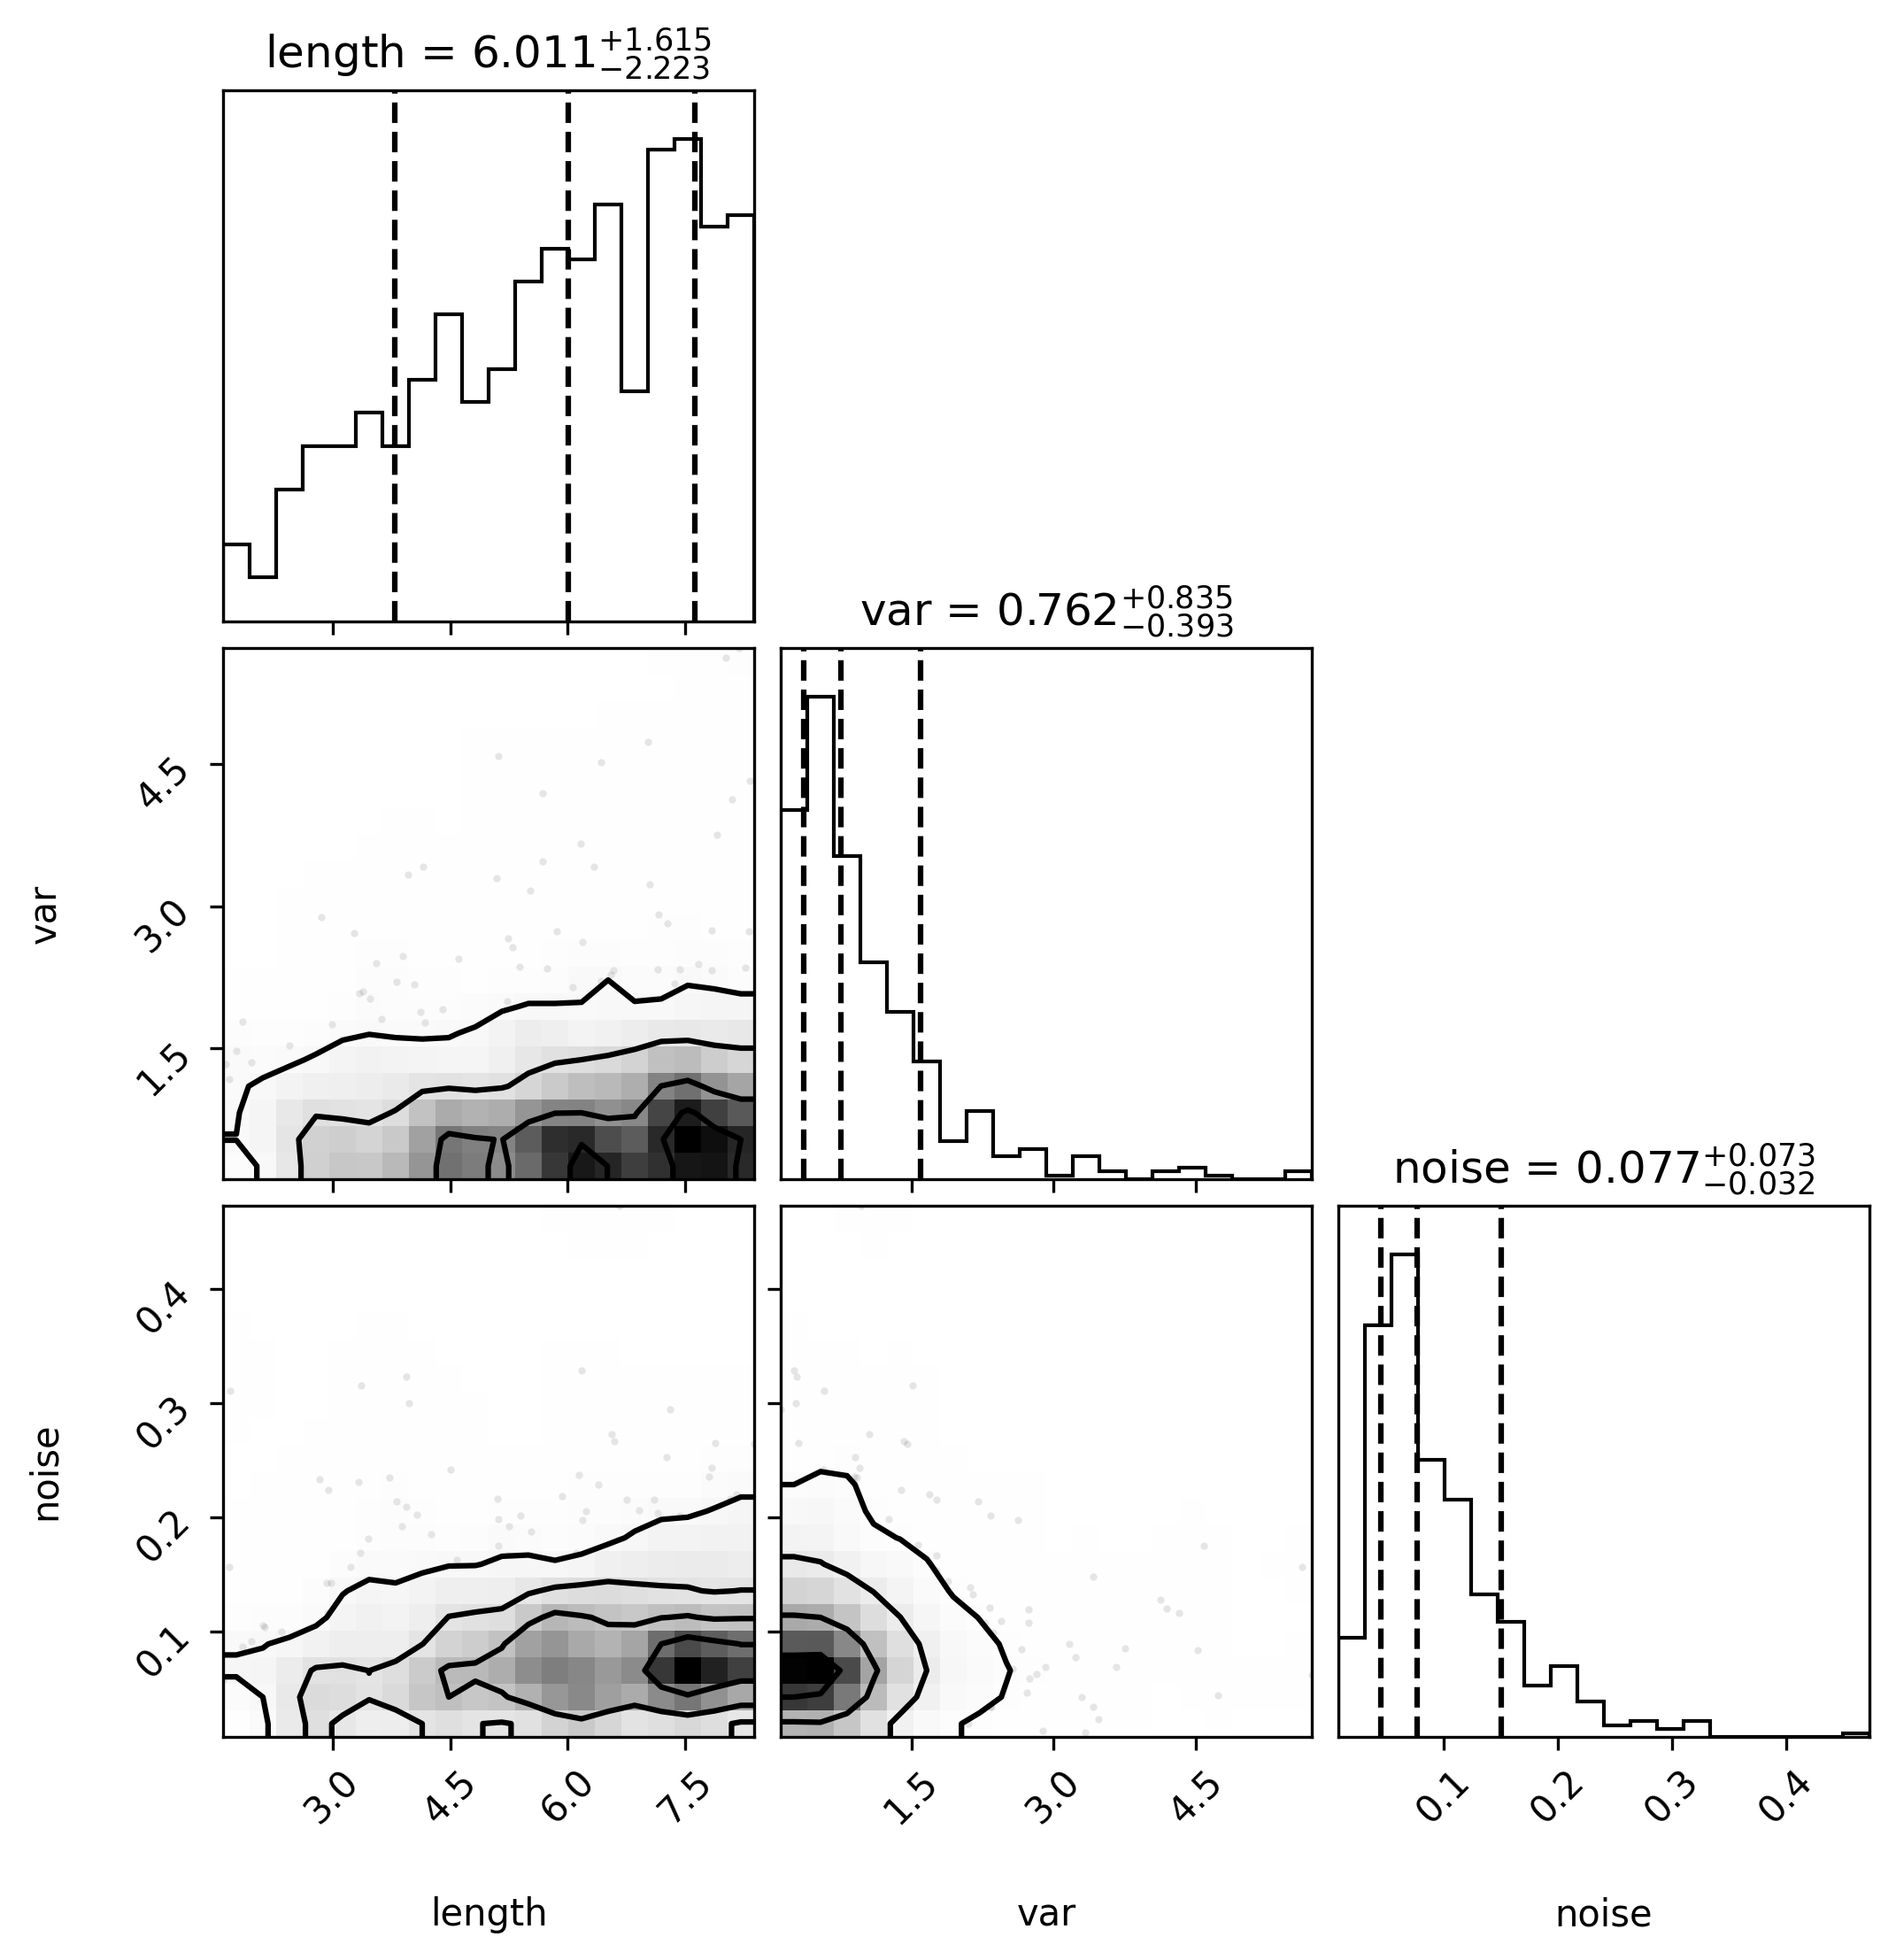 length = 6.011+1.615 −2.223
var = 0.762+0.835 −0.393
4.5
3.0
1.5
var
noise = 0.077+0.073 −0.032
0.4
0.3
0.2
0.1
noise
3.0 4.5 6.0 7.5 1.5 3.0 4.5 0.1 0.2 0.3 0.4
length var noise